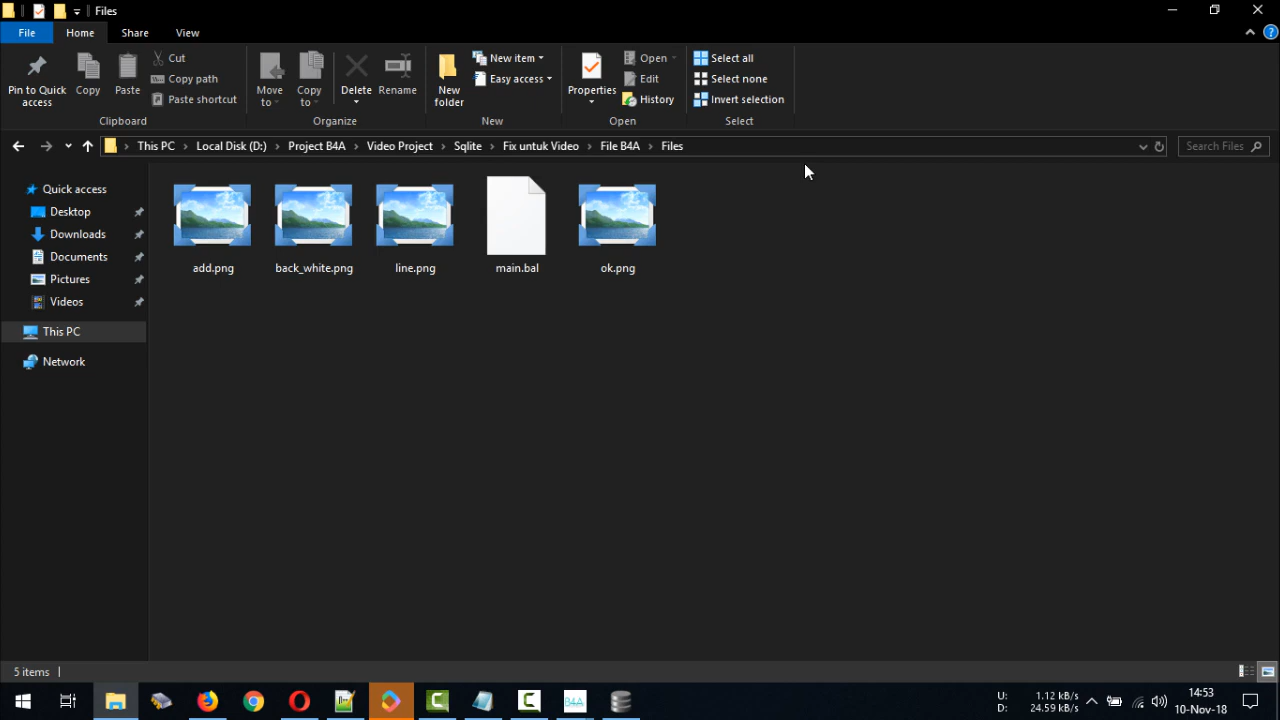 Files
File Home Share View
Pin to Quick access
Copy
Paste
Cut
Copy path
Paste shortcut
Clipboard
Move to
Copy to
Delete
Rename
Organize
New folder
New item
Easy access
New
Properties
Open
Edit
History
Open
Select all
Select none
Invert selection
Select
This PC Local Disk (D:) Project B4A Video Project Sqlite Fix untuk Video File B4A Files
Search Files
Quick access
Desktop
Downloads
Documents
Pictures
Videos
This PC
Network
add.png back_white.png line.png main.bal ok.png
5 items
B4A
U: 1.12 kB/s
D: 24.59 kB/s
14:53
10-Nov-18